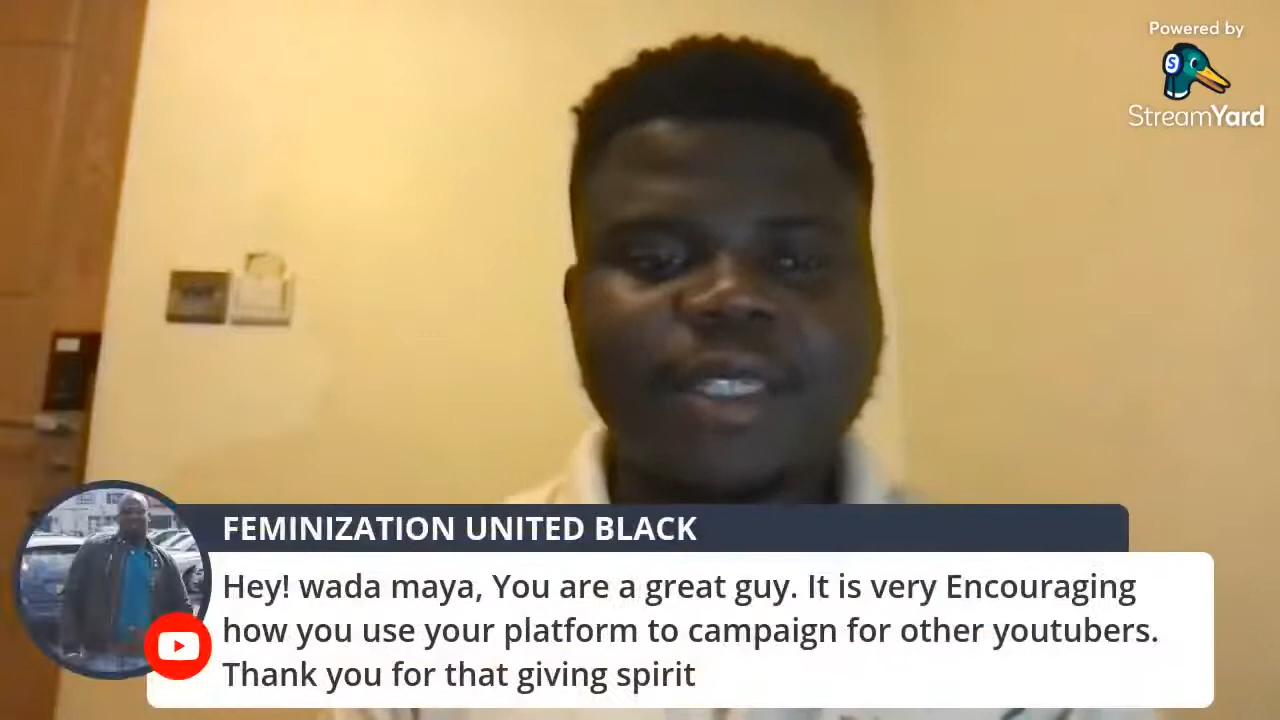 Powered by
StreamYard
FEMINIZATION UNITED BLACK
Hey! wada maya, You are a great guy. It is very Encouraging
how you use your platform to campaign for other youtubers.
Thank you for that giving spirit